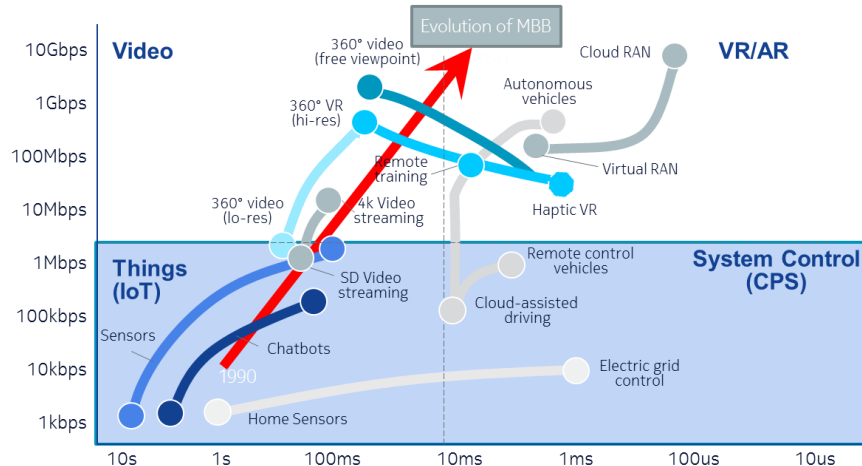 Evolution of MBB
Video
VR/AR
360° video
(free viewpoint)
Cloud RAN
10Gbps
Autonomous
vehicles
1Gbps
360° VR
(hi-res)
100Mbps
Remote
training
Virtual RAN
360° video
(lo-res)
4k Video
streaming
Haptic VR
10Mbps
1Mbps
Things
(IoT)
SD Video
streaming
Remote control
vehicles
System Control
(CPS)
100kbps
Cloud-assisted
driving
Sensors
Chatbots
10kbps
1990
Electric grid
control
1kbps
Home Sensors
10s
1s
100ms
10ms
1ms
100us
10us